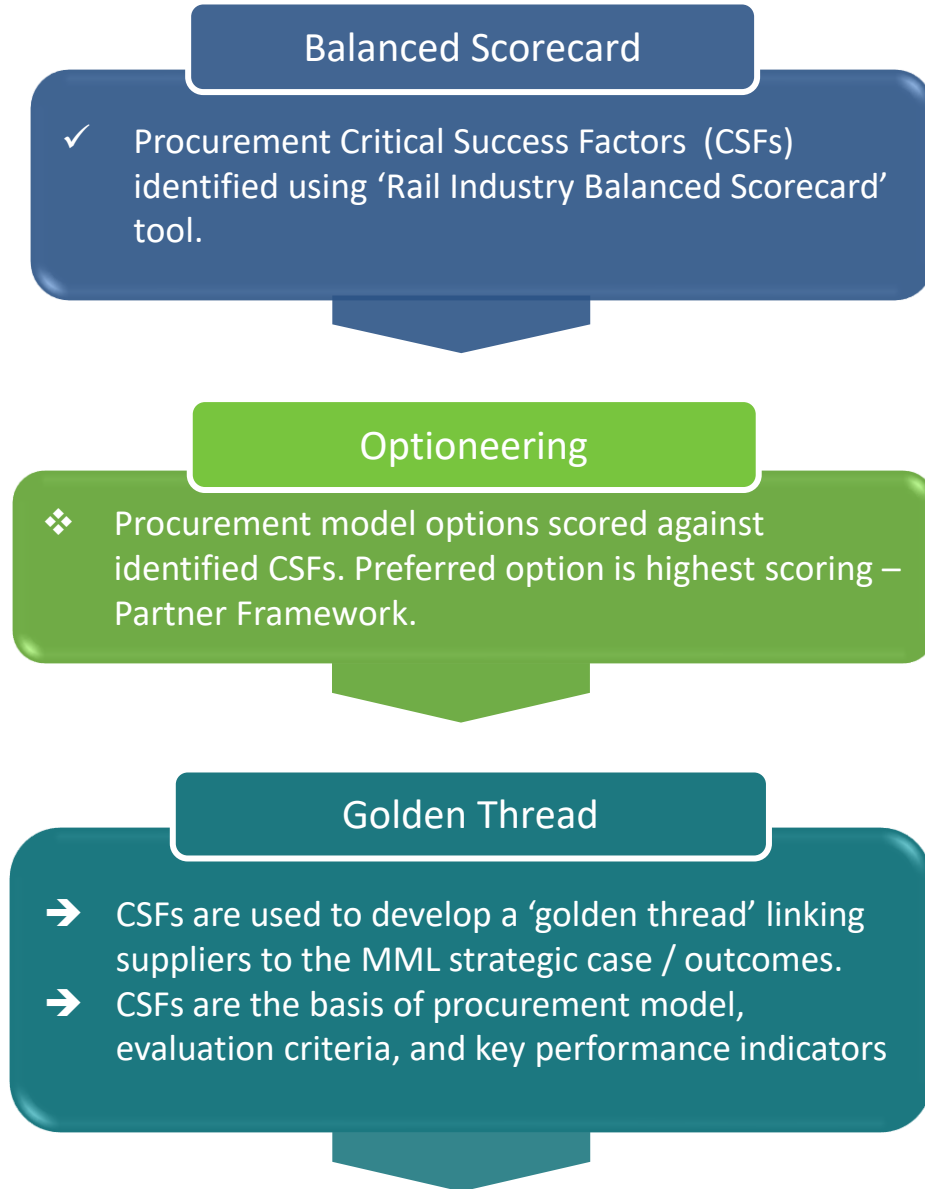 Balanced Scorecard
✓ Procurement Critical Success Factors (CSFs)
identified using ‘Rail Industry Balanced Scorecard’
tool.
Optioneering
❖ Procurement model options scored against
identified CSFs. Preferred option is highest scoring –
Partner Framework.
Golden Thread
➔ CSFs are used to develop a ‘golden thread’ linking
suppliers to the MML strategic case / outcomes.
➔ CSFs are the basis of procurement model,
evaluation criteria, and key performance indicators